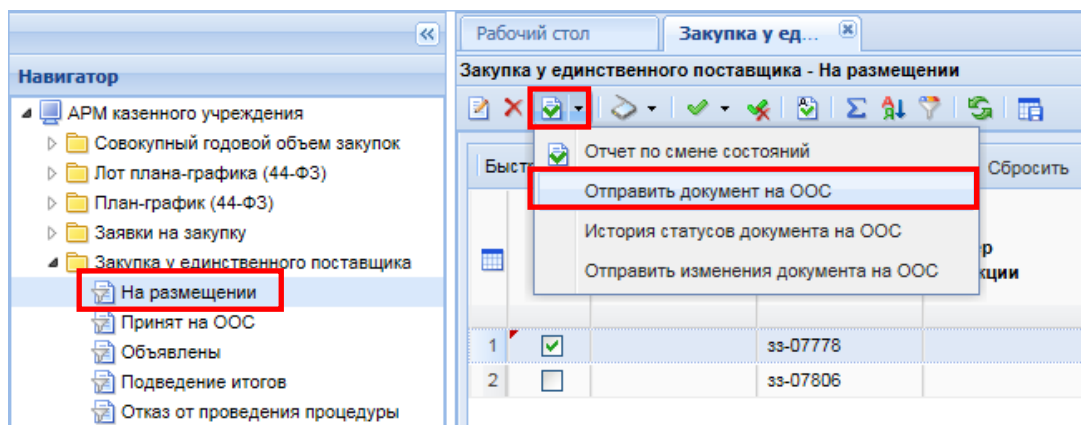 Навигатор
АРМ казенного учреждения
Совокупный годовой объем закупок
Лот плана-графика (44-ФЗ)
План-график (44-ФЗ)
Заявки на закупку
Закупка у единственного поставщика
На размещении
Принят на ООС
Объявлены
Подведение итогов
Отказ от проведения процедуры
Рабочий стол
Закупка у ед...
Закупка у единственного поставщика - На размещении
Быст
Сбросить
Отчет по смене состояний
Отправить документ на ООС
История статусов документа на ООС
Отправить изменения документа на ООС
ер
кции
1 зз-07778
2 зз-07806